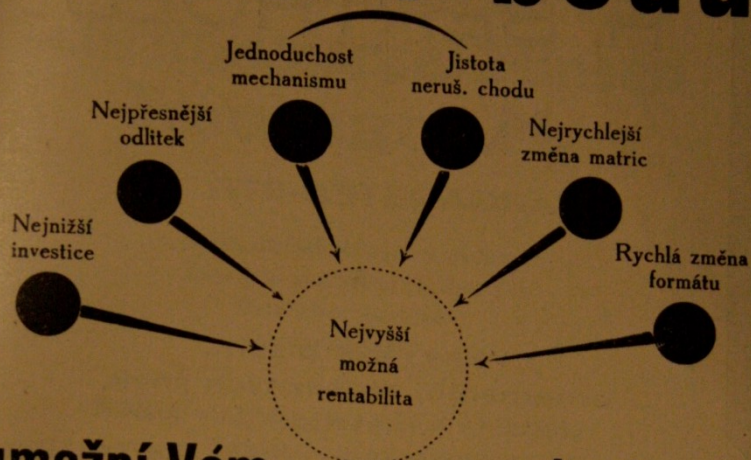 Jednoduchost
mechanismu
Jistota
neruš. chodu
Nejpřesnější
odlitek
Nejrychlejší
změna matric
Nejnižší
investice
Rychlá změna
formátu
Nejvyšší
možná
rentabilita